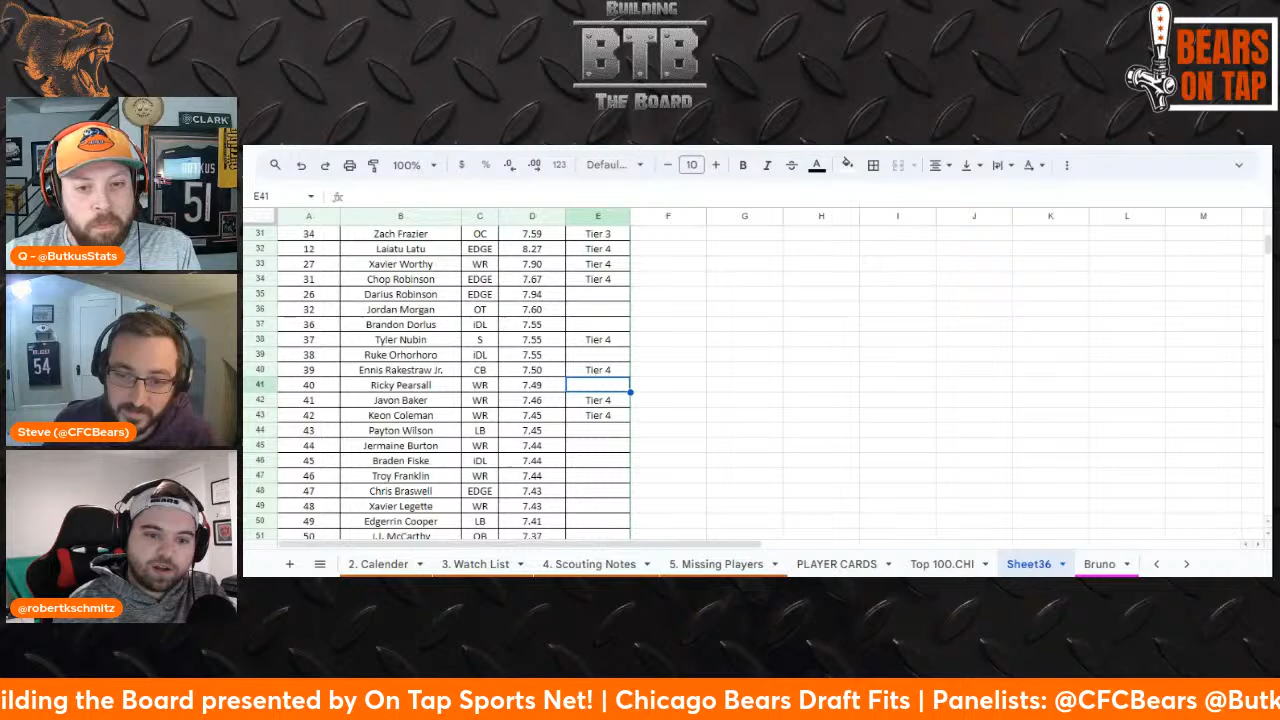 BUILDING
BTB
THE BOARD
BEARS
ON TAP
CLARK
BUTKUS
51
Q - @ButkusStats
54
Steve (@CFCBears)
BEARS
@robertkschmitz
100% $ % .0 .00 123 Defaul... − 10 + B I S A
E41 fx
A B C D E F G H I J K L M
31 34 Zach Frazier OC 7.59 Tier 3
32 12 Laiatu Latu EDGE 8.27 Tier 4
33 27 Xavier Worthy WR 7.90 Tier 4
34 31 Chop Robinson EDGE 7.67 Tier 4
35 26 Darius Robinson EDGE 7.94
36 32 Jordan Morgan OT 7.60
37 36 Brandon Dorlus iDL 7.55
38 37 Tyler Nubin S 7.55 Tier 4
39 38 Ruke Orhorhoro iDL 7.55
40 39 Ennis Rakestraw Jr. CB 7.50 Tier 4
41 40 Ricky Pearsall WR 7.49
42 41 Javon Baker WR 7.46 Tier 4
43 42 Keon Coleman WR 7.45 Tier 4
44 43 Payton Wilson LB 7.45
45 44 Jermaine Burton WR 7.44
46 45 Braden Fiske iDL 7.44
47 46 Troy Franklin WR 7.44
48 47 Chris Braswell EDGE 7.43
49 48 Xavier Legette WR 7.43
50 49 Edgerrin Cooper LB 7.41
51 50 J.J. McCarthy QB 7.37
+ 2. Calender 3. Watch List 4. Scouting Notes 5. Missing Players PLAYER CARDS Top 100.CHI Sheet36 Bruno
ilding the Board presented by On Tap Sports Net! | Chicago Bears Draft Fits | Panelists: @CFCBears @Butk